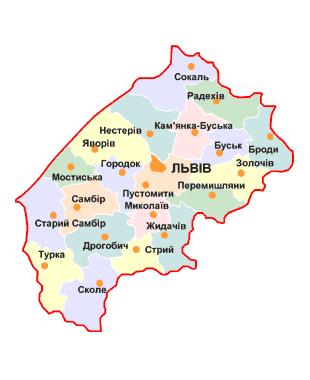 Сокаль
Радехів
Нестерів
Кам'янка-Буська
Яворів
Буськ
Броди
Городок
ЛЬВІВ
Золочів
Мостиська
Пустомити
Перемишляни
Самбір
Миколаїв
Старий Самбір
Жидачів
Дрогобич
Стрий
Турка
Сколе